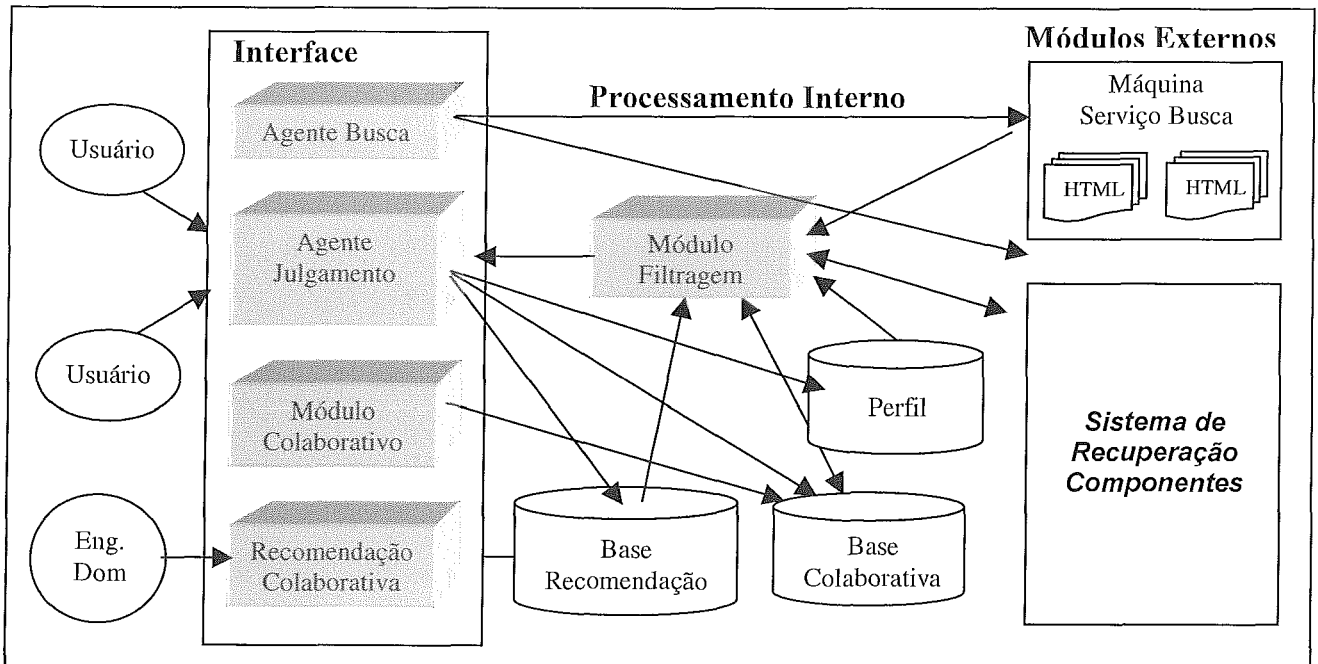 Interface
Módulos Externos
Processamento Interno
Máquina
Serviço Busca
HTML
HTML
Usuário
Agente Busca
Agente
Julgamento
Módulo
Filtragem
Usuário
Módulo
Colaborativo
Perfil
Sistema de
Recuperação
Componentes
Eng.
Dom
Recomendação
Colaborativa
Base
Recomendação
Base
Colaborativa